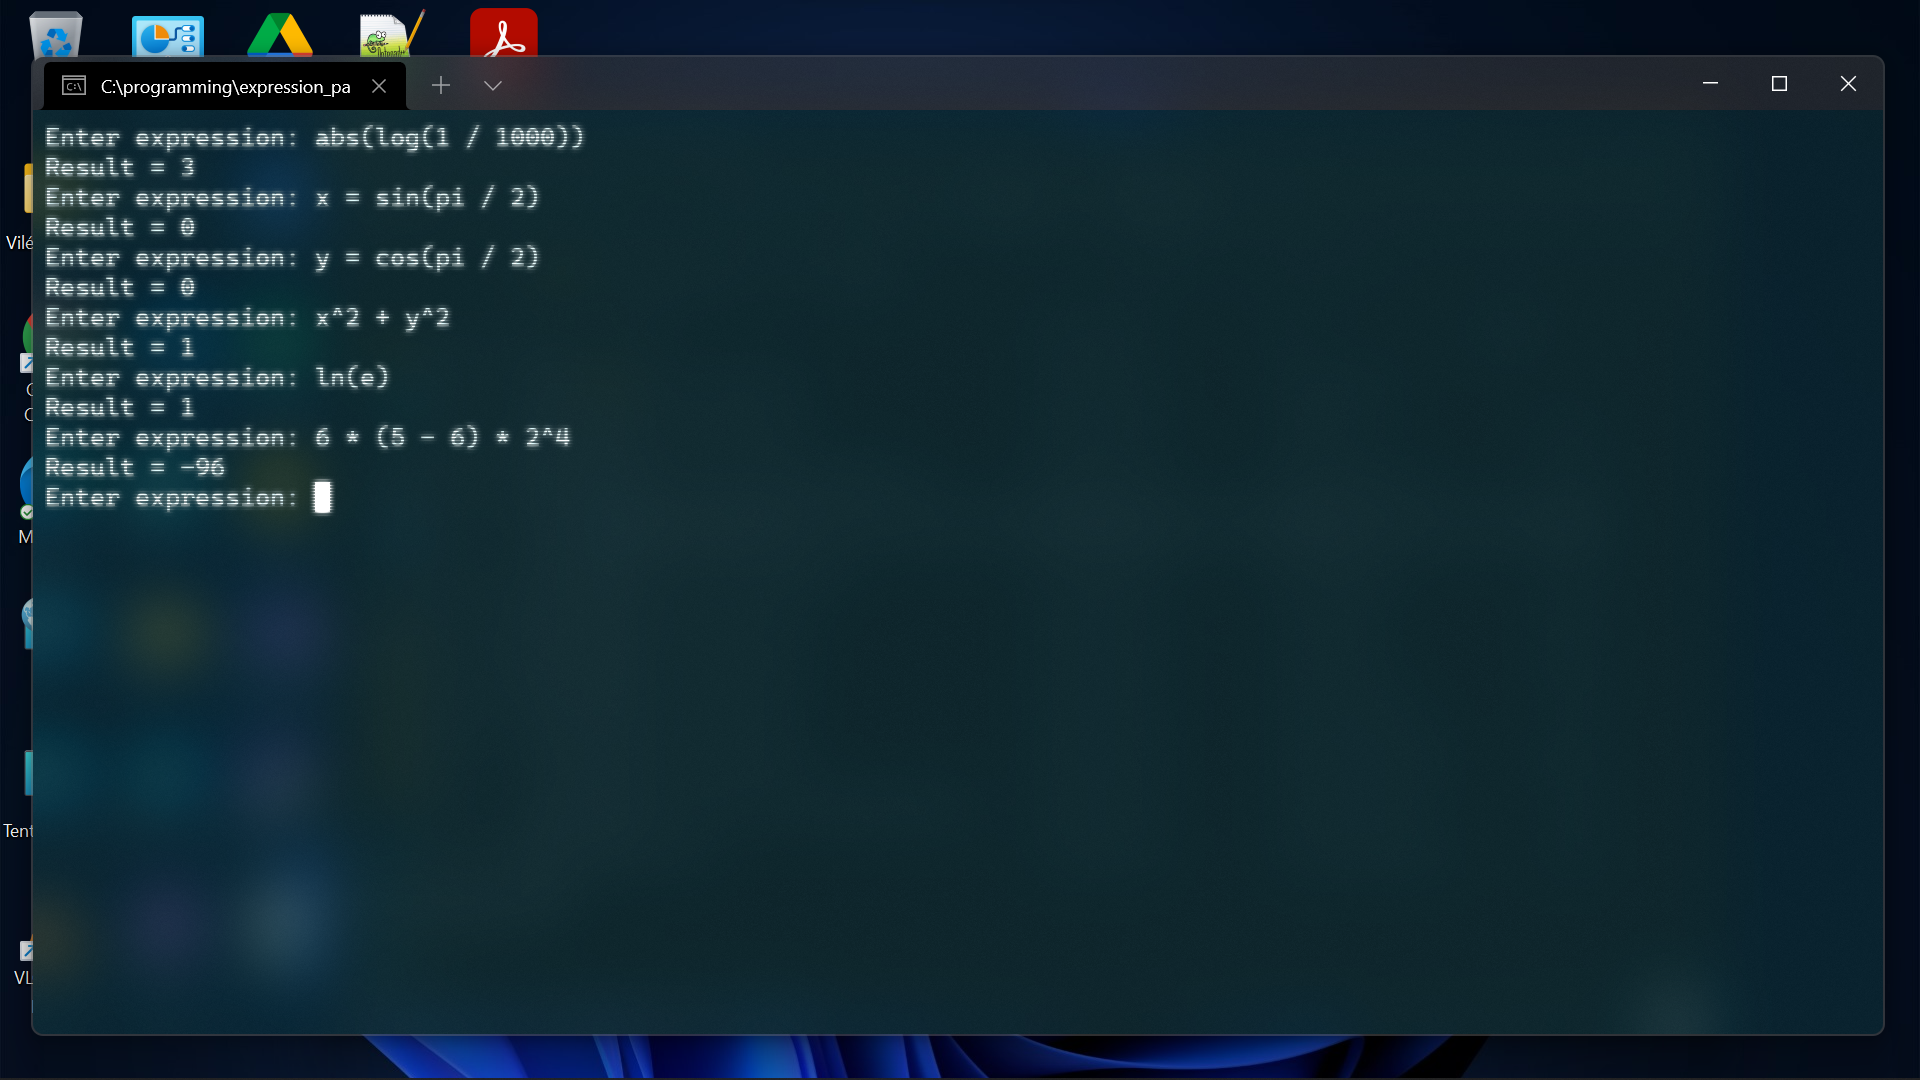 C:\programming\expression_pa
Enter expression: abs(log(1 / 1000))
Result = 3
Enter expression: x = sin(pi / 2)
Result = 0
Enter expression: y = cos(pi / 2)
Result = 0
Enter expression: x^2 + y^2
Result = 1
Enter expression: ln(e)
Result = 1
Enter expression: 6 * (5 - 6) * 2^4
Result = -96
Enter expression:
Vilé
M
Tent
VL